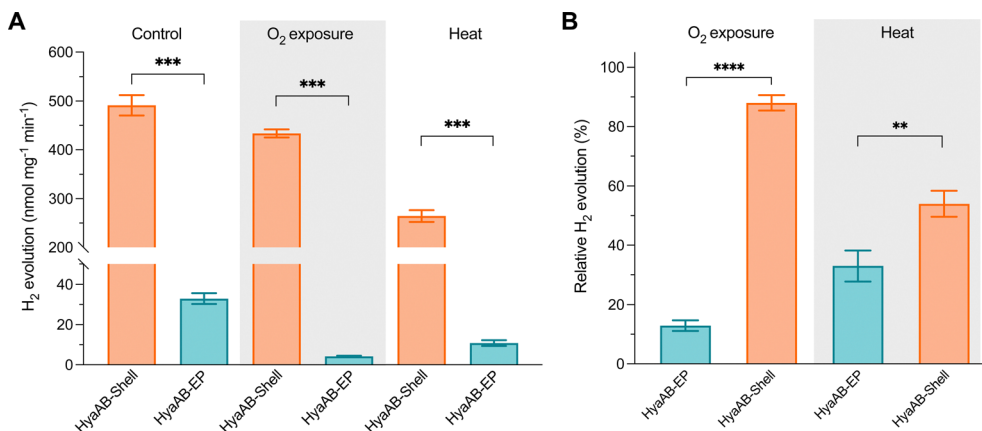 A
Control
O2 exposure
Heat
H2 evolution (nmol mg-1 min-1)
600
500
400
300
200
40
20
0
***
***
***
HyaAB-Shell
HyaAB-EP
HyaAB-Shell
HyaAB-EP
HyaAB-Shell
HyaAB-EP
B
O2 exposure
Heat
Relative H2 evolution (%)
100
80
60
40
20
0
****
**
HyaAB-EP
HyaAB-Shell
HyaAB-EP
HyaAB-Shell